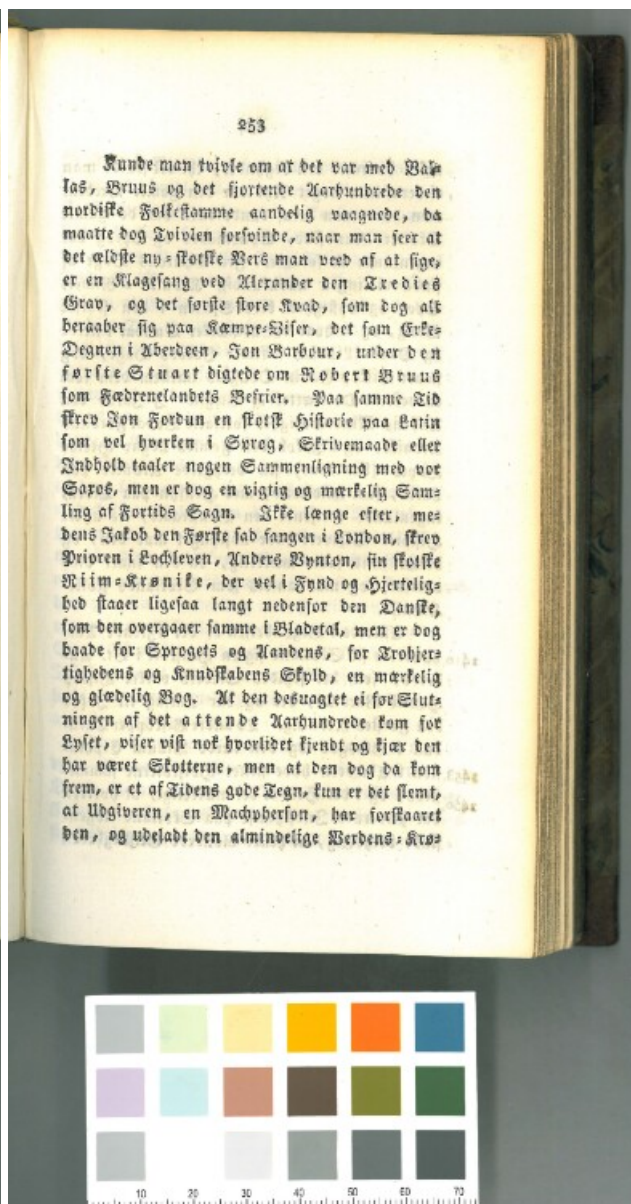 253
Kunde man tvivle om at det var med Val-
las, Bruus og det fjortende Aarhundrede den
nordiske Folkestamme aandelig vaagnede, da
maatte dog Tvivlen forsvinde, naar man seer at
det ældste ny-skotske Vers man veed af at sige,
er en Klagesang ved Alexander den Tredies
Grav, og det første store Kvad, som dog alt
beraaber sig paa Kæmpe-Viser, det som Erke-
Degnen i Aberdeen, Jon Barbour, under den
første Stuart digtede om Robert Bruus
som Fædrenelandets Befrier. Paa samme Tid
skrev Jon Fordun en skotsk Historie paa Latin
som vel hverken i Sprog, Skrivemaade eller
Indhold taaler nogen Sammenligning med vor
Saxos, men er dog en vigtig og mærkelig Sam-
ling af Fortids Sagn. Ikke længe efter, me-
dens Jakob den Første sad fangen i London, skrev
Prioren i Lochleven, Anders Vynton, sin skotske
Riim-Krønike, der vel i Fynd og Hjertelig-
hed staaer ligesaa langt nedenfor den Danske,
som den overgaaer samme i Bladetal, men er dog
baade for Sprogets og Aandens, for Trohjer-
tighedens og Knndskabens Skyld, en mærkelig
og glædelig Bog. At den desuagtet ei før Slut-
ningen af det attende Aarhundrede kom for
Lyset, viser vist nok hvorlidet kjendt og kjær den
har været Skotterne, men at den dog da kom
frem, er et af Tidens gode Tegn, kun er det slemt,
at Udgiveren, en Machpherson, har forskaaret
den, og udeladt den almindelige Verdens-Krø-
10 20 30 40 50 60 70